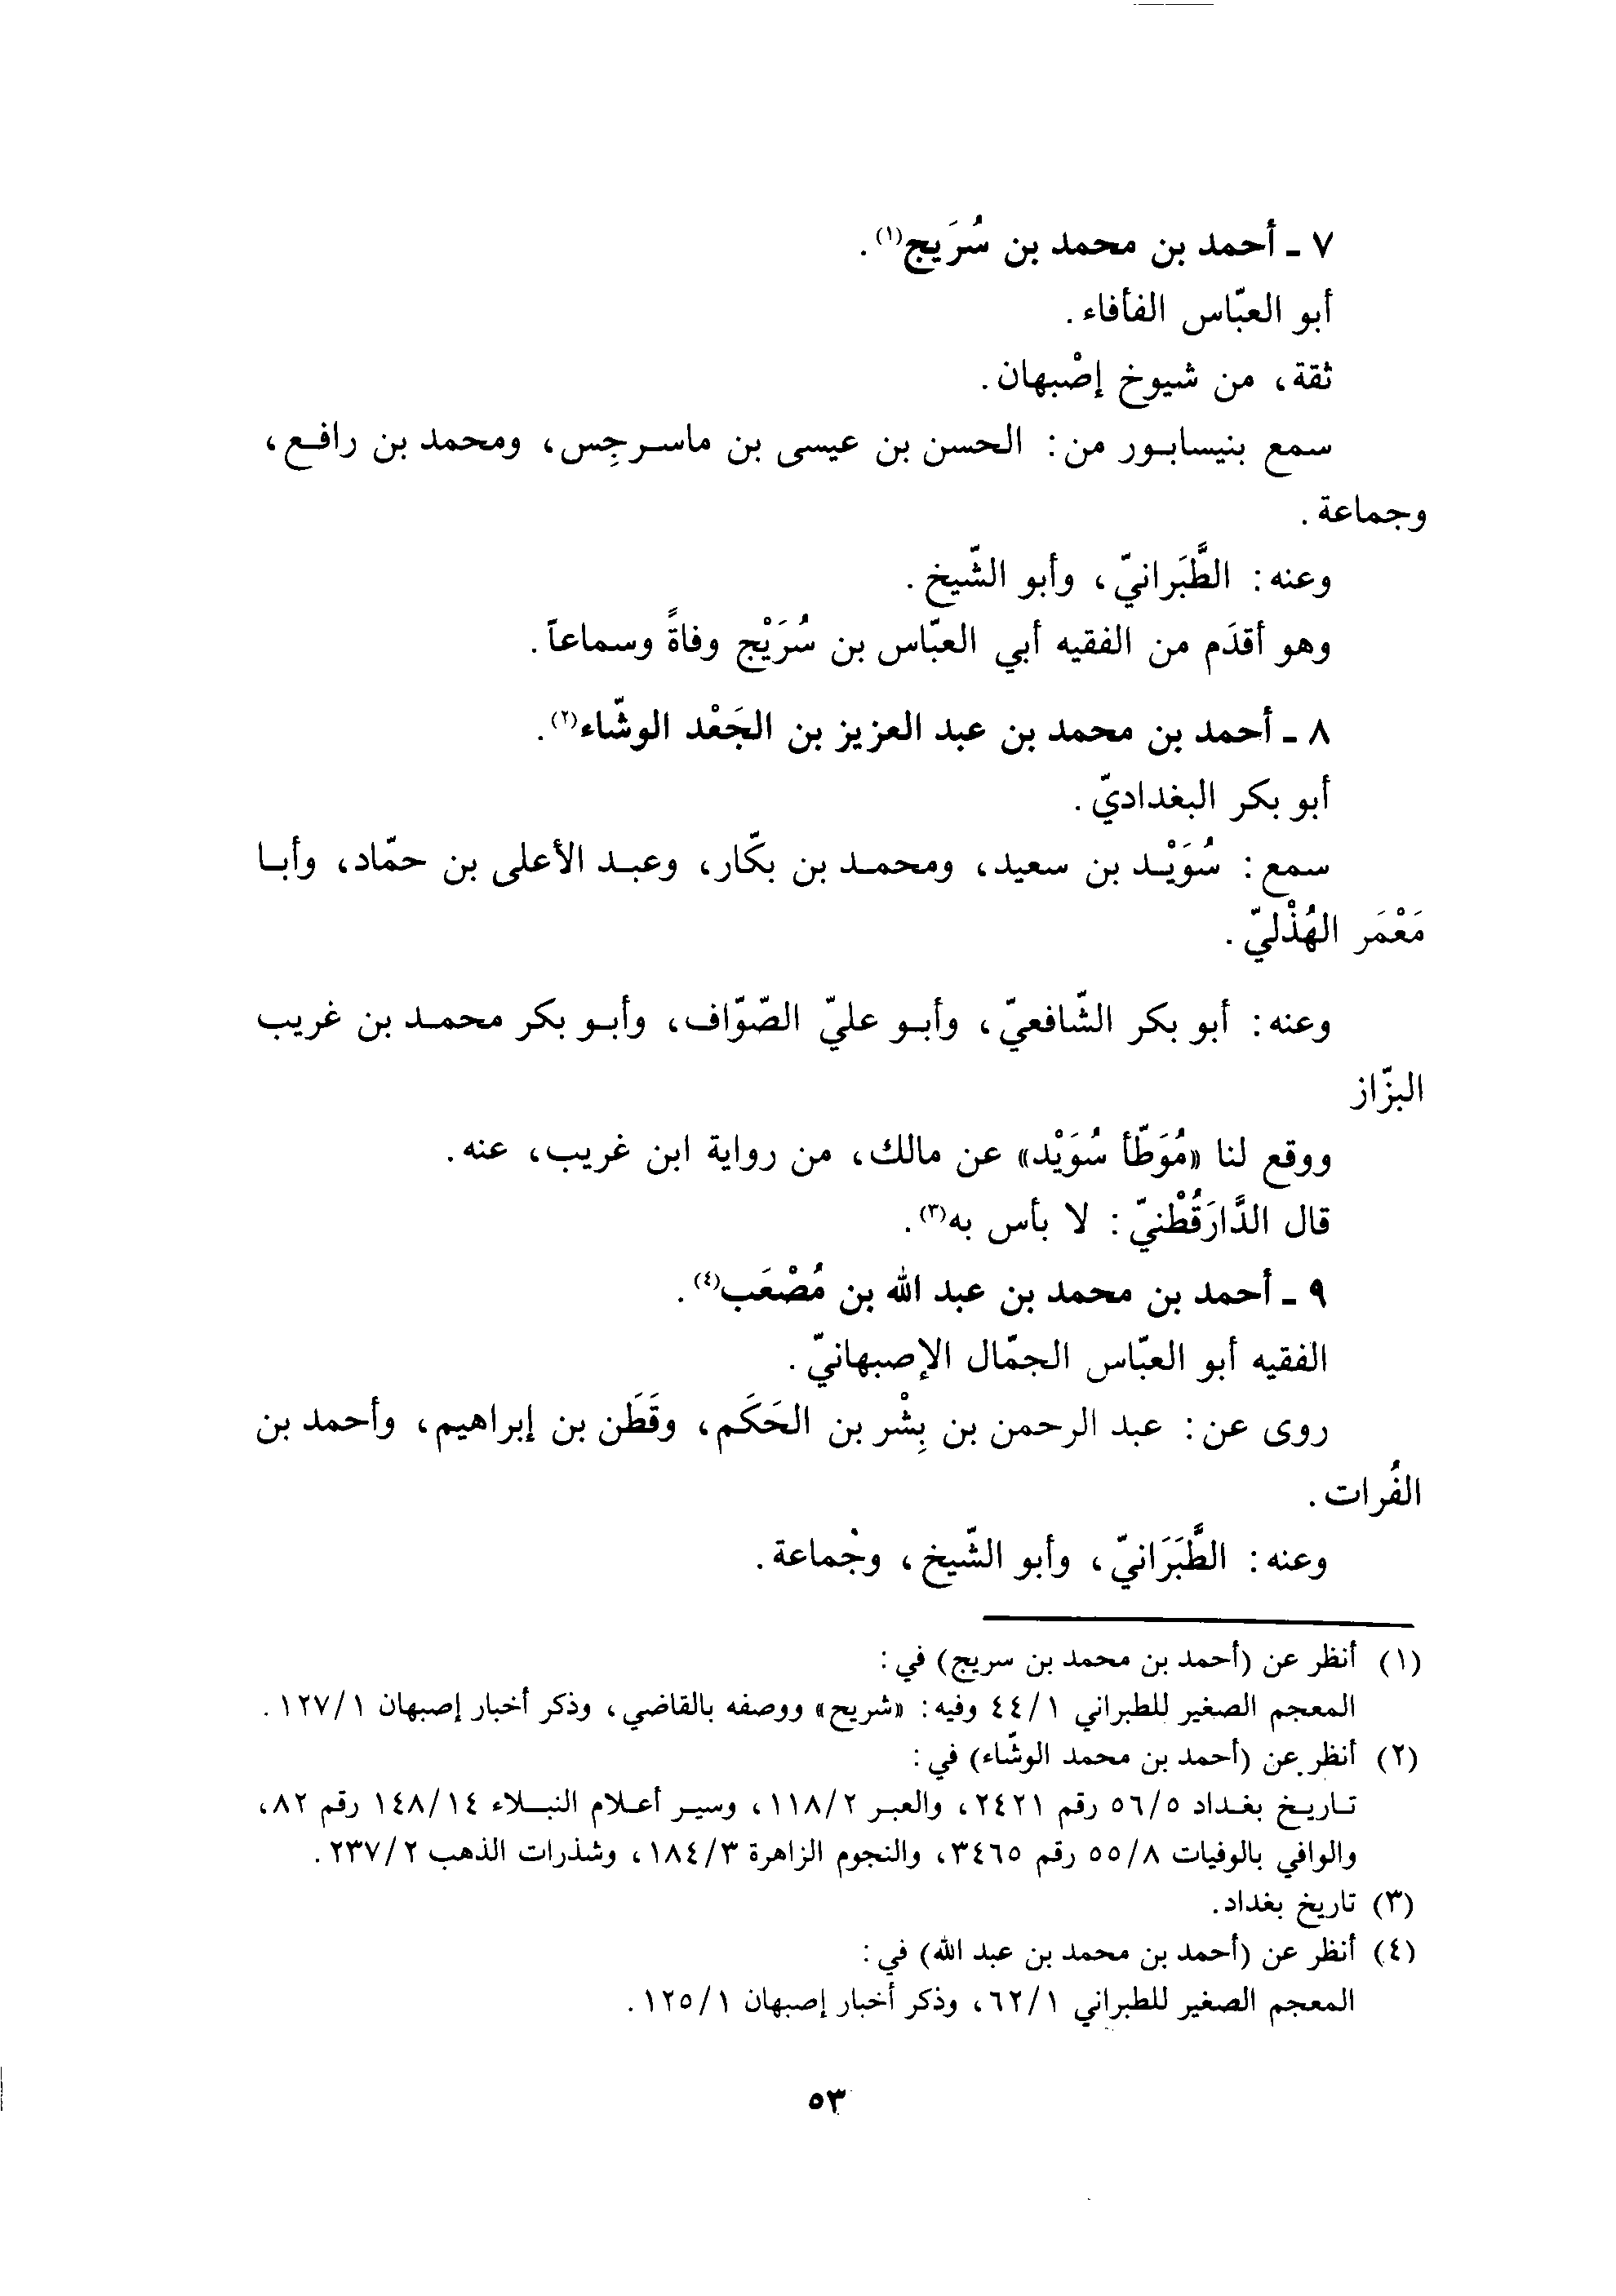 ٧ ـ أحمد بن محمد بن سُرَيج(١).
أبو العبّاس الفأفاء.
ثقة، من شيوخ إصْبهان.
سمع بنيسابور من: الحسن بن عيسى بن ماسرجِس، ومحمد بن رافع،
وجماعة.
وعنه: الطَّبَرانيّ، وأبو الشّيخ.
وهو أقدَم من الفقيه أبي العبّاس بن سُرَيْج وفاةً وسماعاً.
٨ ـ أحمد بن محمد بن عبد العزيز بن الجَعْد الوشّاء(٢).
أبو بكر البغداديّ.
سمع: سُوَيْد بن سعيد، ومحمد بن بكّار، وعبد الأعلى بن حمّاد، وأبا
مَعْمَر الهُذْليّ.
وعنه: أبو بكر الشّافعيّ، وأبو عليّ الصّوّاف، وأبو بكر محمد بن غريب
البزّاز
ووقع لنا «مُوَطّأ سُوَيْد» عن مالك، من رواية ابن غريب، عنه.
قال الدَّارَقُطْنيّ: لا بأس به(٣).
٩ ـ أحمد بن محمد بن عبد الله بن مُصْعَب(٤).
الفقيه أبو العبّاس الجمّال الإصبهانيّ.
روى عن: عبد الرحمن بن بِشْر بن الحَكَم، وقَطَن بن إبراهيم، وأحمد بن
الفُرات.
وعنه: الطَّبَرَانيّ، وأبو الشّيخ، وجُماعة.
(١) أنظر عن (أحمد بن محمد بن سريج) في:
المعجم الصغير للطبراني ٤٤/١ وفيه: «شريح» ووصفه بالقاضي، وذكر أخبار إصبهان ١٢٧/١.
(٢) أنظر عن (أحمد بن محمد الوشّاء) في:
تاريخ بغداد ٥٦/٥ رقم ٢٤٢١، والعبر ١١٨/٢، وسير أعلام النبلاء ١٤٨/١٤ رقم ٨٢،
والوافي بالوفيات ٥٥/٨ رقم ٣٤٦٥، والنجوم الزاهرة ١٨٤/٣، وشذرات الذهب ٢٣٧/٢.
(٣) تاريخ بغداد.
(٤) أنظر عن (أحمد بن محمد بن عبد الله) في:
المعجم الصغير للطبراني ٦٢/١، وذكر أخبار إصبهان ١٢٥/١.
٥٣